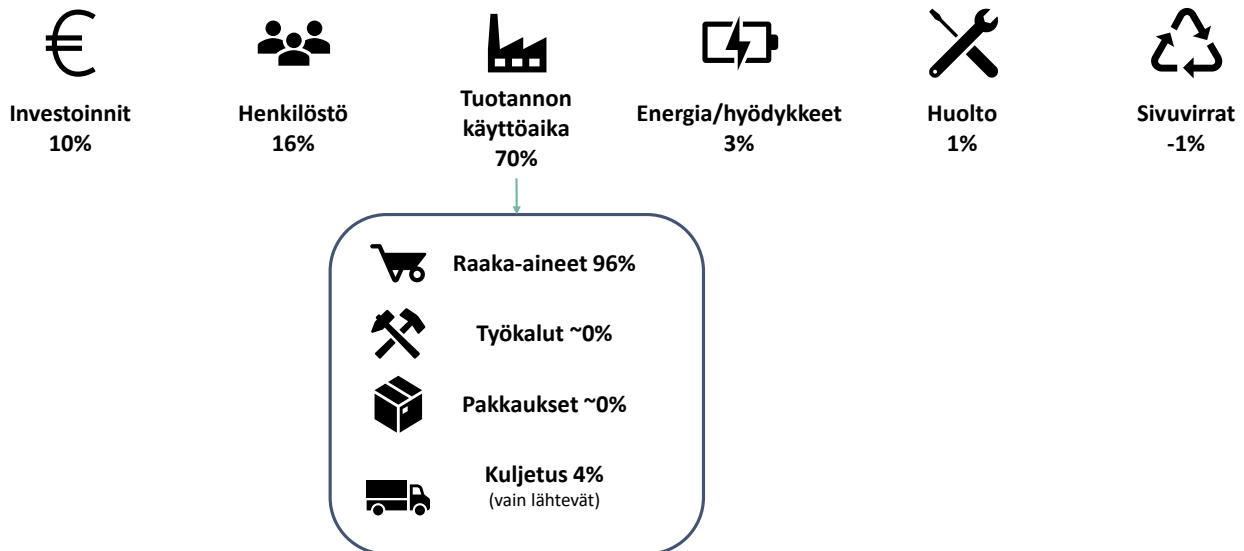 Investoinnit
10%
Henkilöstö
16%
Tuotannon
käyttöaika
70%
Energia/hyödykkeet
3%
Huolto
1%
Sivuvirrat
-1%
Raaka-aineet 96%
Työkalut ~0%
Pakkaukset ~0%
Kuljetus 4%
(vain lähtevät)